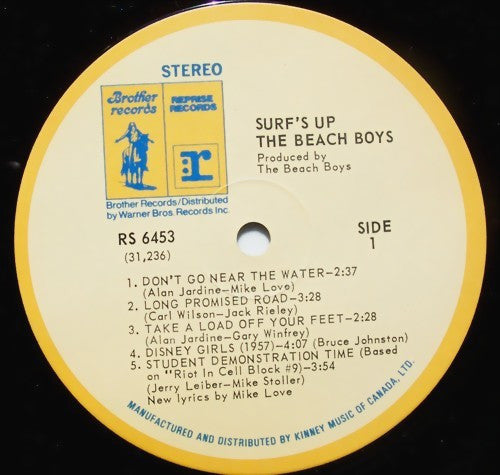 STEREO
Brother
records
REPRISE
RECORDS
r
Brother Records/Distributed
by Warner Bros. Records Inc.
SURF'S UP
THE BEACH BOYS
Produced by
The Beach Boys
RS 6453
(31,236)
SIDE
1
1. DON'T GO NEAR THE WATER-2:37
(Alan Jardine-Mike Love)
2. LONG PROMISED ROAD-3:28
(Carl Wilson-Jack Rieley)
3. TAKE A LOAD OFF YOUR FEET-2:28
(Alan Jardine-Gary Winfrey)
4. DISNEY GIRLS (1957)-4:07 (Bruce Johnston)
5. STUDENT DEMONSTRATION TIME (Based
on "Riot In Cell Block #9)-3:54
(Jerry Leiber-Mike Stoller)
New lyrics by Mike Love
MANUFACTURED AND DISTRIBUTED BY KINNEY MUSIC OF CANADA, LTD.